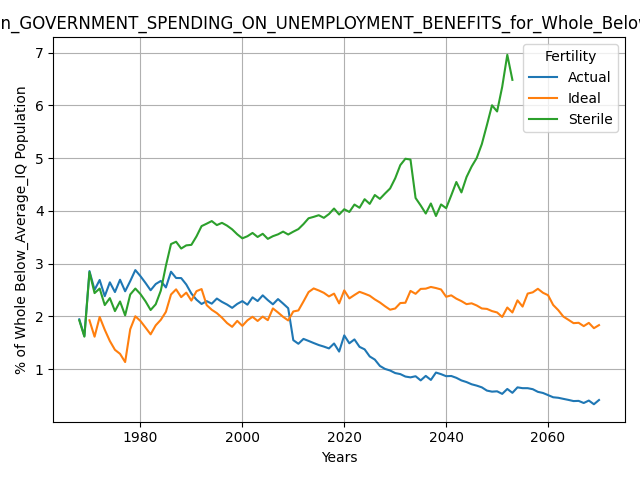 n_GOVERNMENT_SPENDING_ON_UNEMPLOYMENT_BENEFITS_for_Whole_Below
Fertility
Actual
Ideal
Sterile
% of Whole Below_Average_IQ Population
7
6
5
4
3
2
1
1980 2000 2020 2040 2060
Years